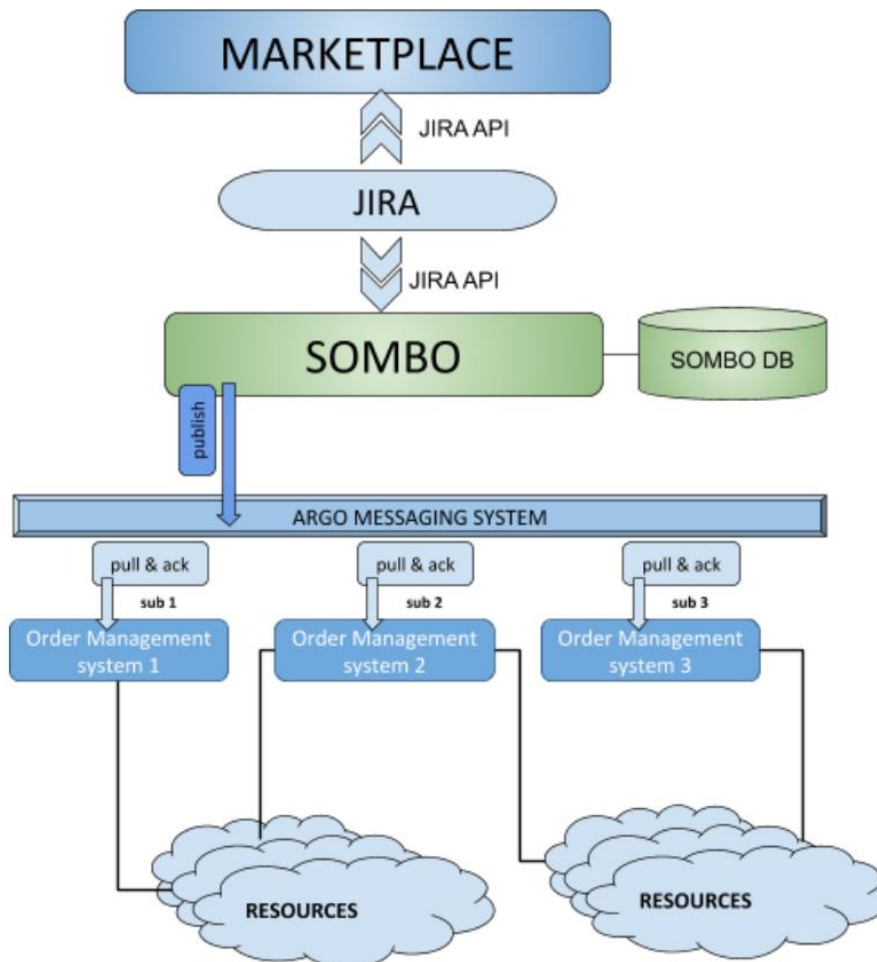 MARKETPLACE
JIRA API
JIRA
JIRA API
SOMBO
SOMBO DB
publish
ARGO MESSAGING SYSTEM
pull & ack
pull & ack
pull & ack
sub 1
sub 2
sub 3
Order Management
system 1
Order Management
system 2
Order Management
system 3
RESOURCES
RESOURCES